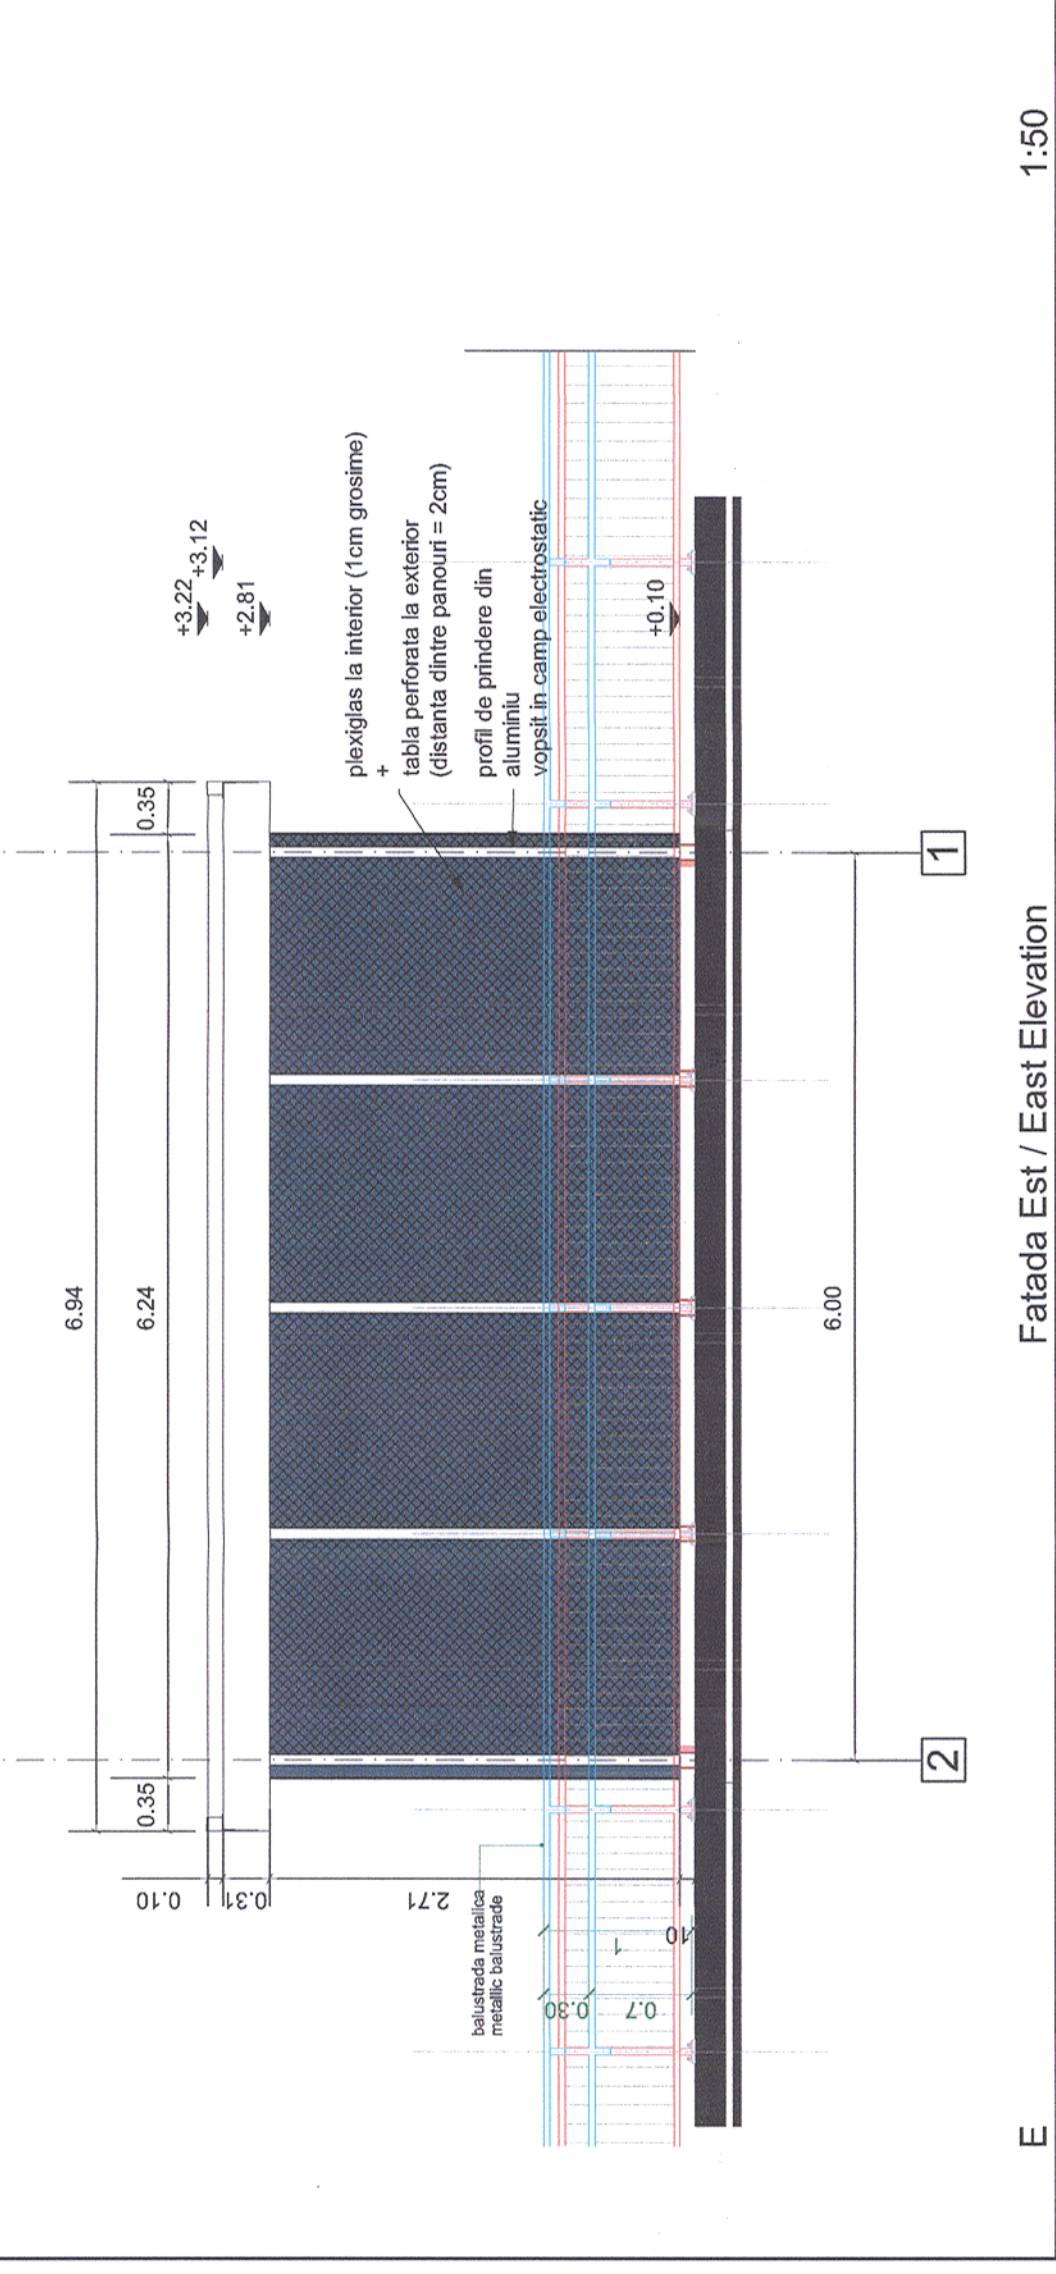 6.94
0.35
6.24
0.35
+3.22
+3.12
+2.81
0.10
0.31
2.71
plexiglas la interior (1cm grosime)
+
tabla perforata la exterior
(distanta dintre panouri = 2cm)
profil de prindere din
aluminiu
vopsit in camp electrostatic
balustrada metalica
metallic balustrade
0.30
0.7
1
10
+0.10
6.00
2
1
E
Fatada Est / East Elevation
1:50